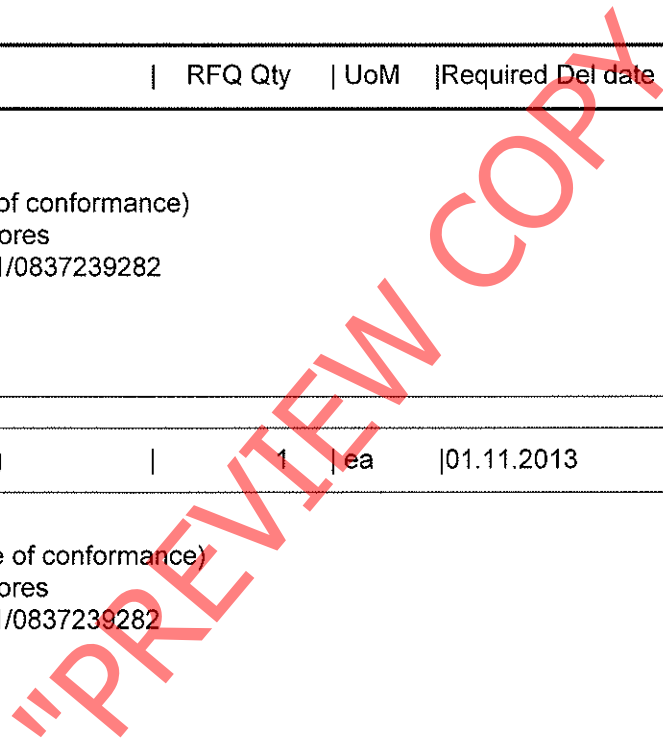 | RFQ Qty | UoM |Required Del date
of conformance)
ores
1/0837239282
| 1 | ea |01.11.2013
e of conformance)
ores
1/0837239282
"PREVIEW COPY